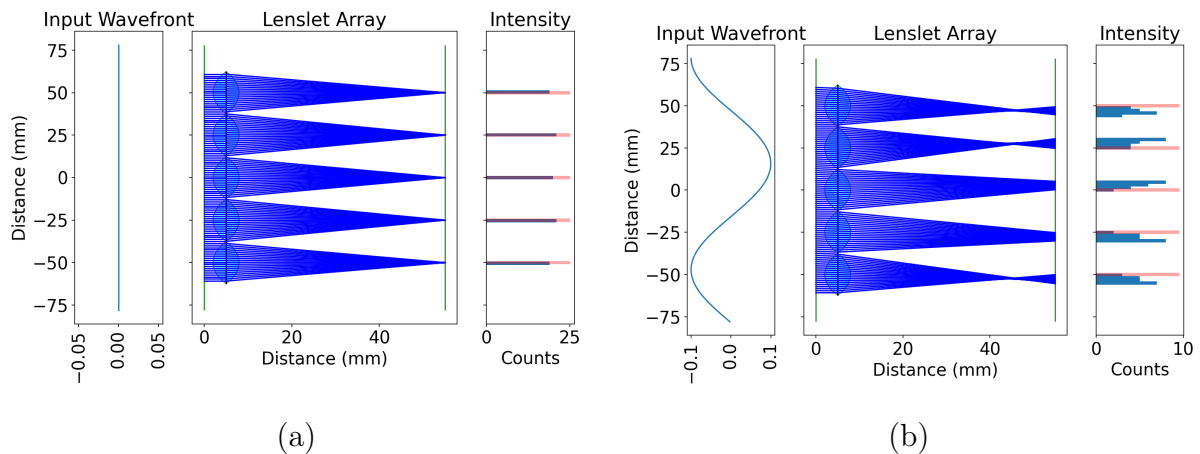 Input Wavefront
Lenslet Array
Intensity
Distance (mm)
75
50
25
0
−25
−50
−75
−0.05
0.00
0.05
0
20
40
Distance (mm)
0
25
Counts
(a)
Input Wavefront
Lenslet Array
Intensity
Distance (mm)
75
50
25
0
−25
−50
−75
−0.1
0.0
0.1
0
20
40
Distance (mm)
0
10
Counts
(b)